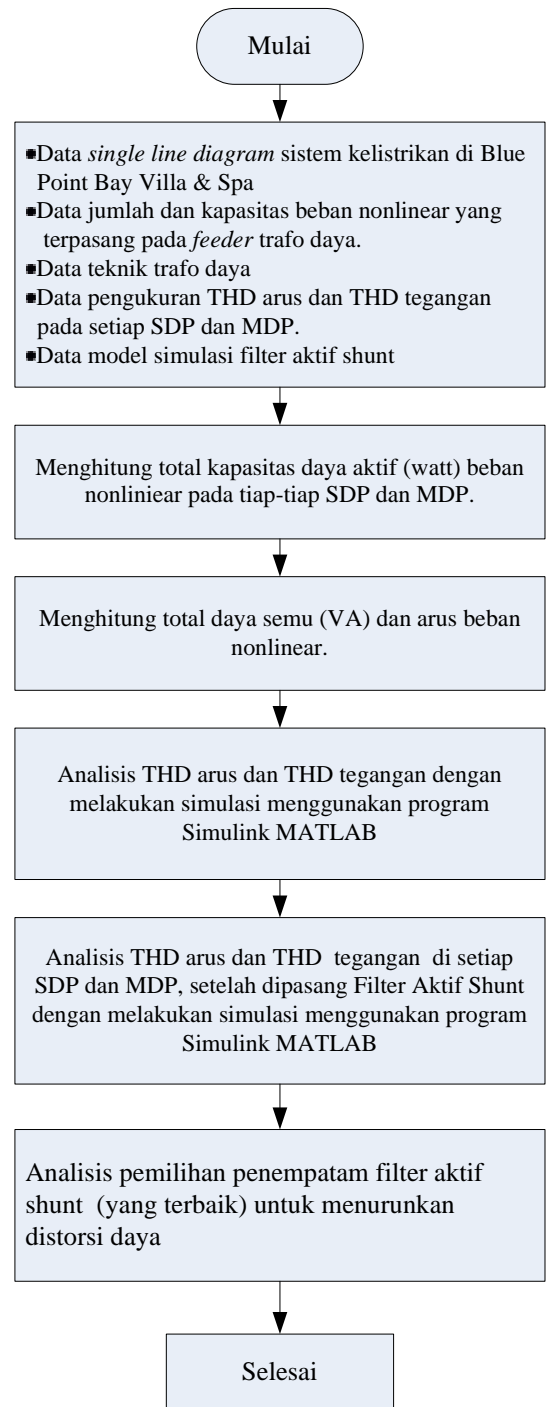 Mulai
▪Data single line diagram sistem kelistrikan di Blue
Point Bay Villa & Spa
▪Data jumlah dan kapasitas beban nonlinear yang
terpasang pada feeder trafo daya.
▪Data teknik trafo daya
▪Data pengukuran THD arus dan THD tegangan
pada setiap SDP dan MDP.
▪Data model simulasi filter aktif shunt
Menghitung total kapasitas daya aktif (watt) beban
nonliniear pada tiap-tiap SDP dan MDP.
Menghitung total daya semu (VA) dan arus beban
nonlinear.
Analisis THD arus dan THD tegangan dengan
melakukan simulasi menggunakan program
Simulink MATLAB
Analisis THD arus dan THD tegangan di setiap
SDP dan MDP, setelah dipasang Filter Aktif Shunt
dengan melakukan simulasi menggunakan program
Simulink MATLAB
Analisis pemilihan penempatam filter aktif
shunt (yang terbaik) untuk menurunkan
distorsi daya
Selesai